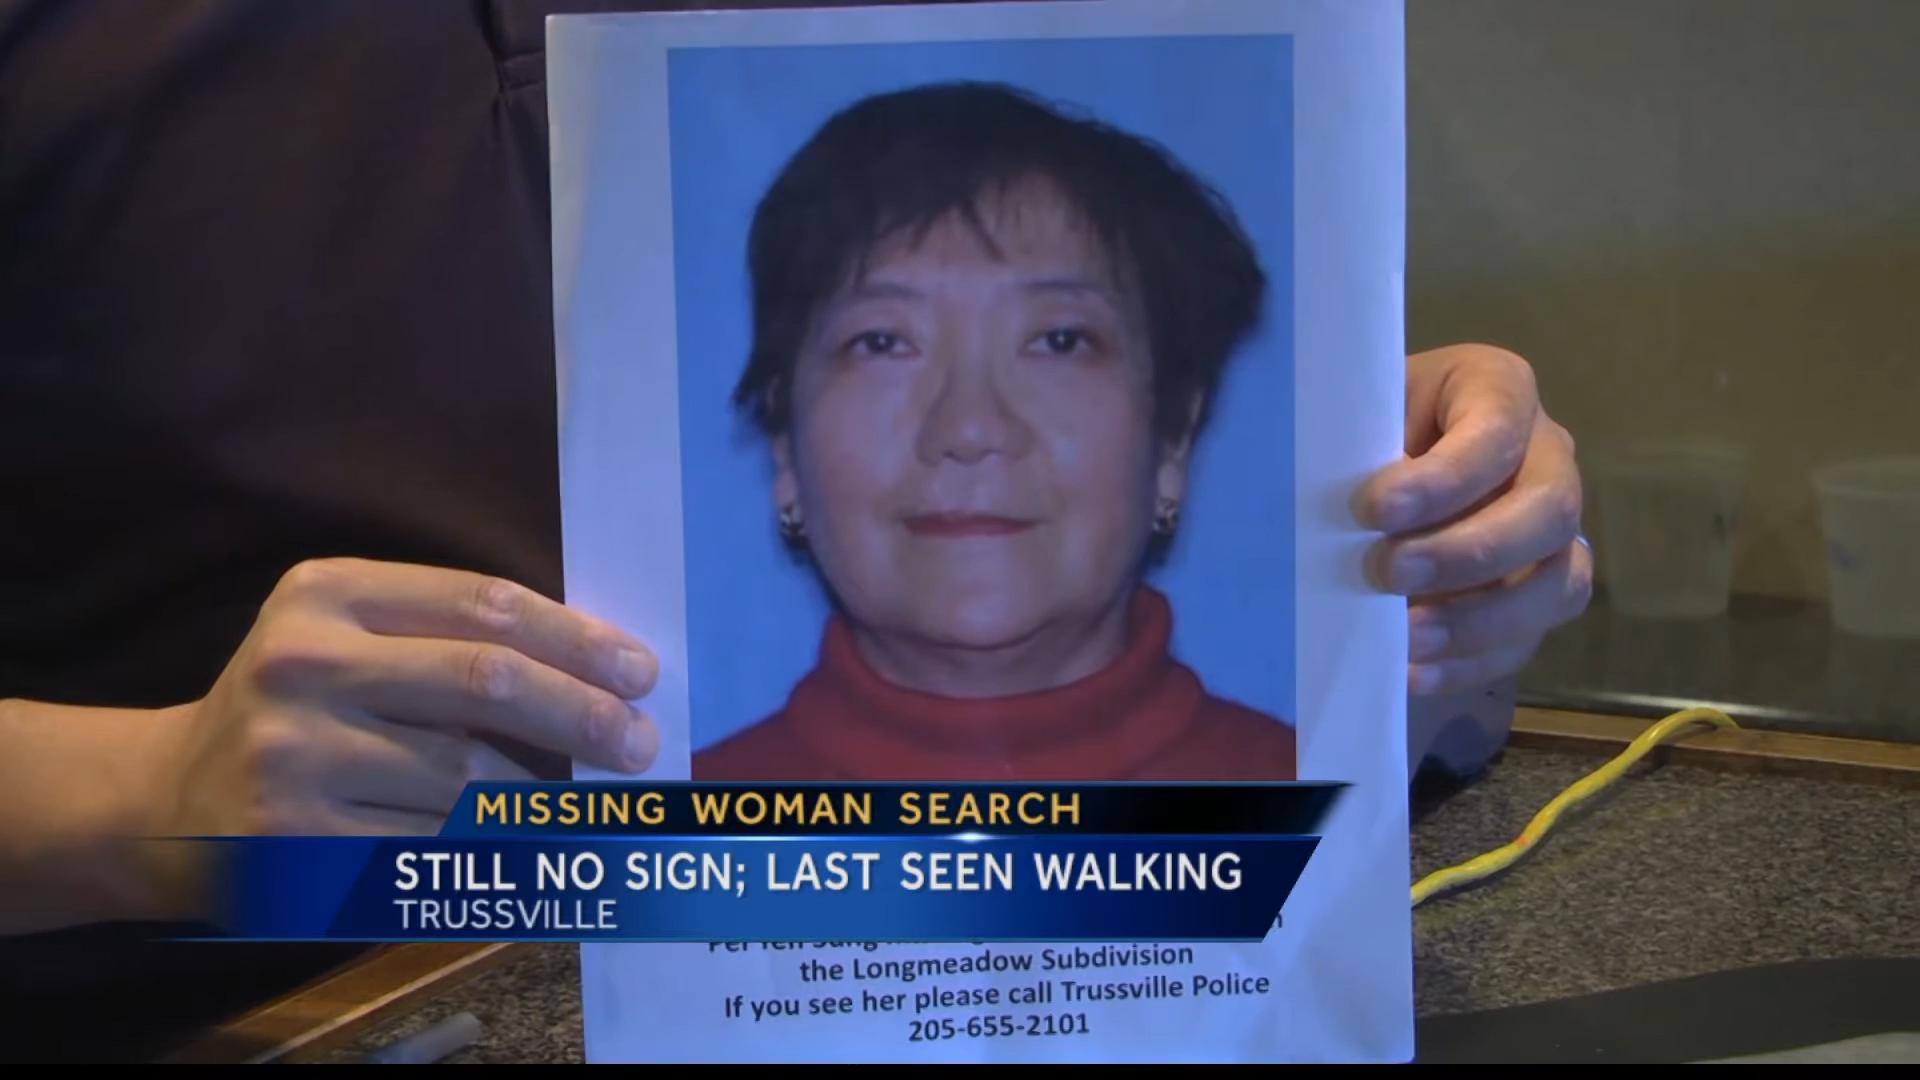 MISSING WOMAN SEARCH
STILL NO SIGN; LAST SEEN WALKING
TRUSSVILLE
the Longmeadow Subdivision
If you see her please call Trussville Police
205-655-2101